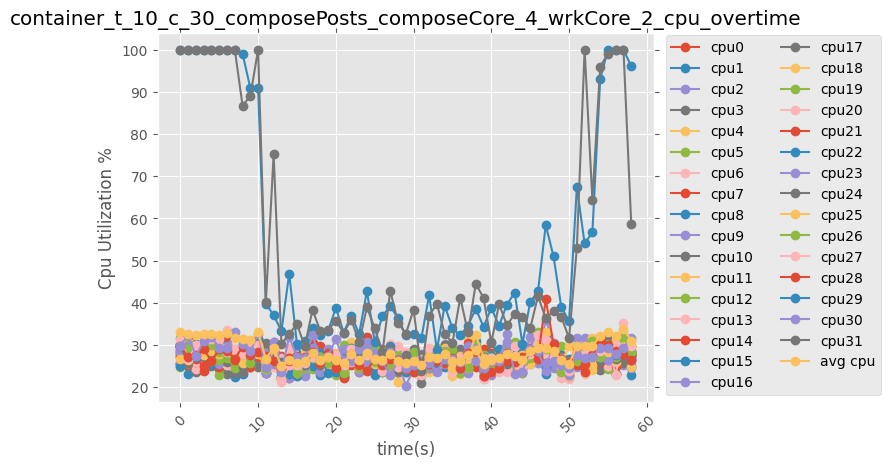 container_t_10_c_30_composePosts_composeCore_4_wrkCore_2_cpu_overtime
Cpu Utilization %
100
90
80
70
60
50
40
30
20
0
10
20
30
40
50
60
time(s)
cpu0
cpu1
cpu2
cpu3
cpu4
cpu5
cpu6
cpu7
cpu8
cpu9
cpu10
cpu11
cpu12
cpu13
cpu14
cpu15
cpu16
cpu17
cpu18
cpu19
cpu20
cpu21
cpu22
cpu23
cpu24
cpu25
cpu26
cpu27
cpu28
cpu29
cpu30
cpu31
avg cpu